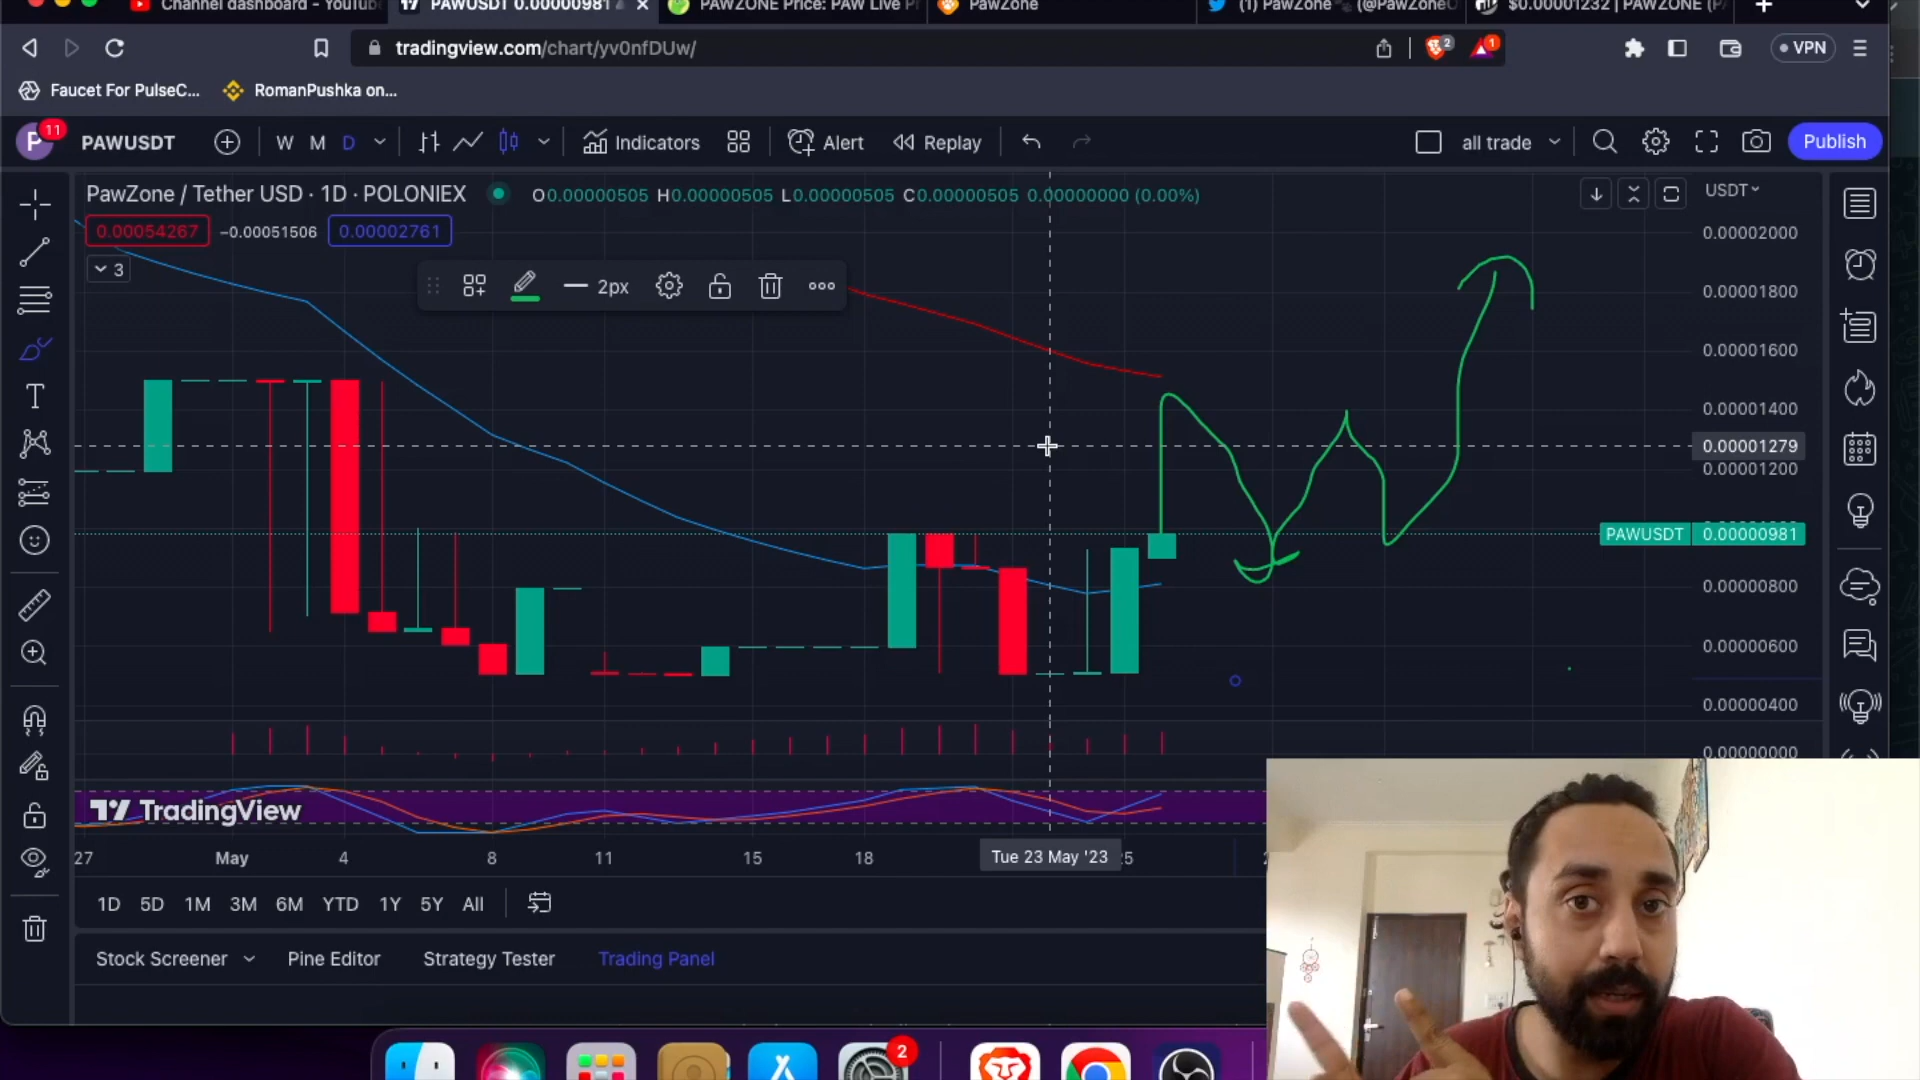 Channel dashboard - YouTub
PAWUSDT 0.00000981
PAWZONE Price: PAW Live Pr
PawZone
(1) PawZone
$0.00001232 | PAWZONE (P
tradingview.com/chart/yv0nfDUw/
2
1
VPN
Faucet For PulseC...
RomanPushka on...
P
11
PAWUSDT
W
M
D
Indicators
Alert
Replay
all trade
Publish
PawZone / Tether USD · 1D · POLONIEX
O0.00000505 H0.00000505 L0.00000505 C0.00000505 0.00000000 (0.00%)
USDT
0.00054267
−0.00051506
0.00002761
3
2px
0.00002000
0.00001800
0.00001600
0.00001400
0.00001279
0.00001200
PAWUSDT 0.00000981
0.00000800
0.00000600
0.00000400
0.00000000
TradingView
27
May
4
8
11
15
18
Tue 23 May '23
1D
5D
1M
3M
6M
YTD
1Y
5Y
All
Stock Screener
Pine Editor
Strategy Tester
Trading Panel
2